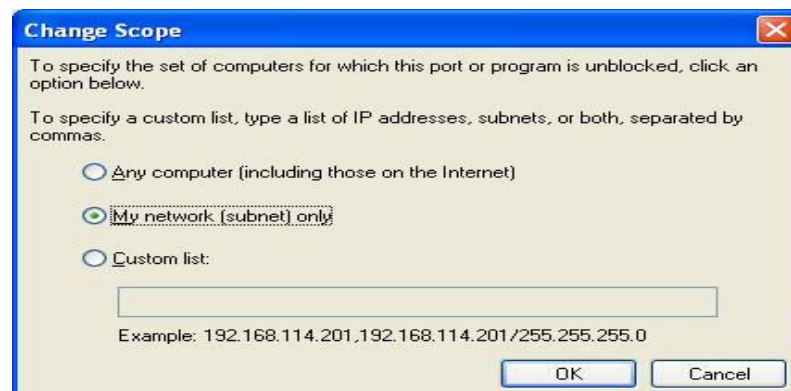 Change Scope
To specify the set of computers for which this port or program is unblocked, click an
option below.
To specify a custom list, type a list of IP addresses, subnets, or both, separated by
commas.
Any computer (including those on the Internet)
My network (subnet) only
Custom list:
Example: 192.168.114.201,192.168.114.201/255.255.255.0
OK Cancel